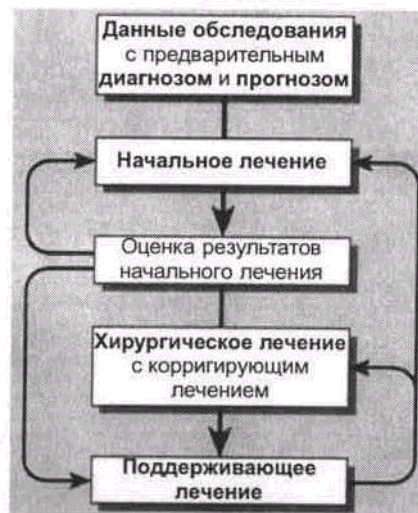 Данные обследования
с предварительным
диагнозом и прогнозом
Начальное лечение
Оценка результатов
начального лечения
Хирургическое лечение
с корригирующим
лечением
Поддерживающее
лечение